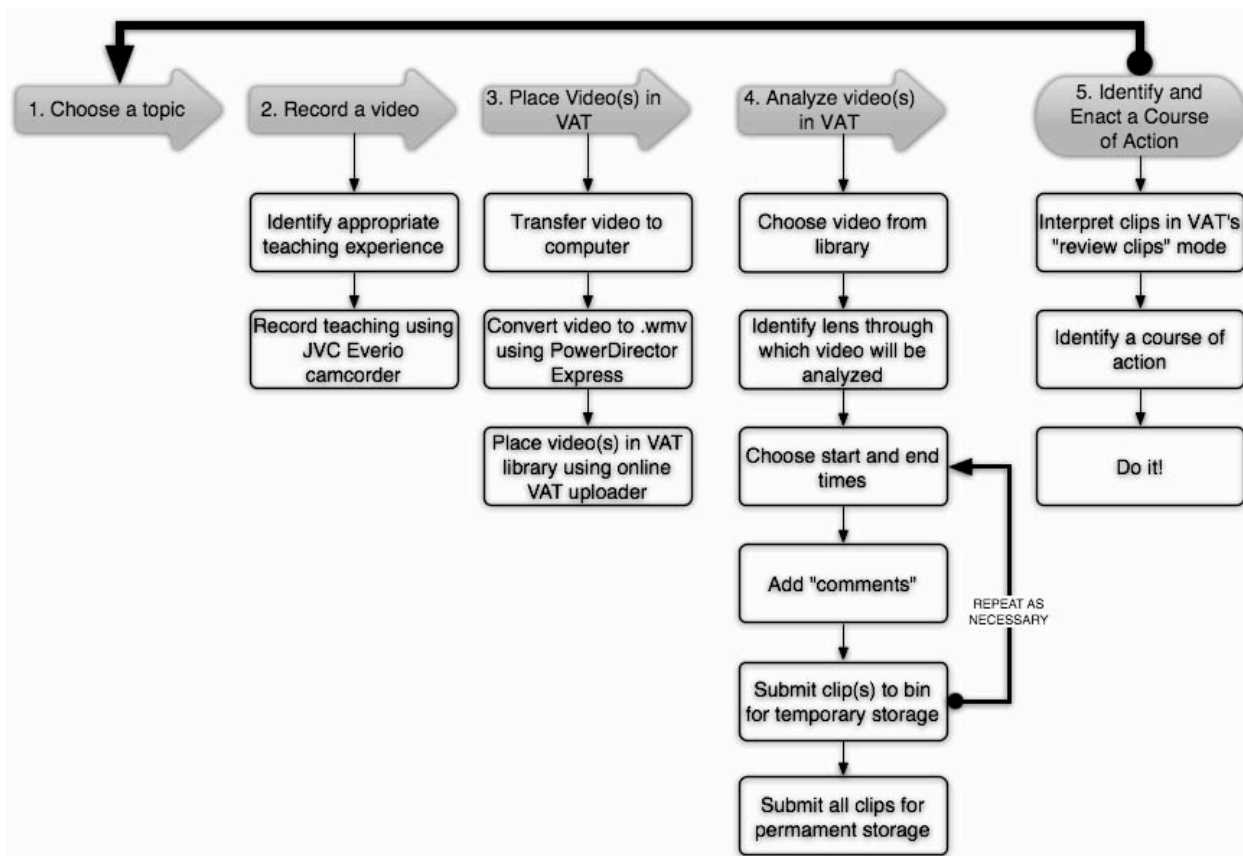 1. Choose a topic
2. Record a video
3. Place Video(s) in
VAT
4. Analyze video(s)
in VAT
5. Identify and
Enact a Course
of Action
Identify appropriate
teaching experience
Record teaching using
JVC Everio
camcorder
Transfer video to
computer
Convert video to .wmv
using PowerDirector
Express
Place video(s) in VAT
library using online
VAT uploader
Choose video from
library
Identify lens through
which video will be
analyzed
Choose start and end
times
Add "comments"
Submit clip(s) to bin
for temporary storage
REPEAT AS
NECESSARY
Submit all clips for
permament storage
Interpret clips in VAT's
"review clips" mode
Identify a course of
action
Do it!